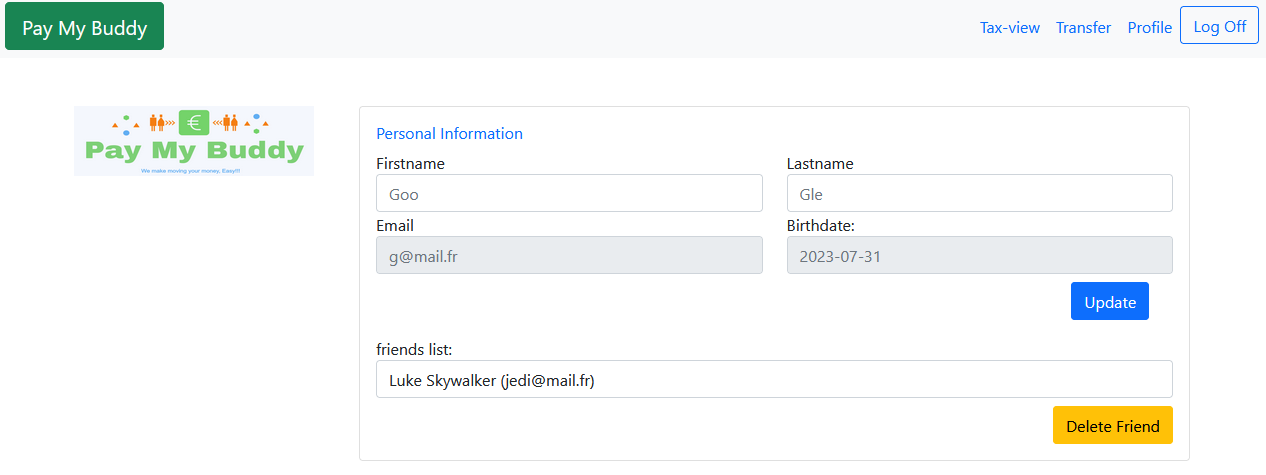 Pay My Buddy
Tax-view Transfer Profile Log Off
€
Pay My Buddy
We make moving your money, Easy!!!
Personal Information
Firstname Lastname
Goo Gle
Email Birthdate:
g@mail.fr 2023-07-31
Update
friends list:
Luke Skywalker (jedi@mail.fr)
Delete Friend